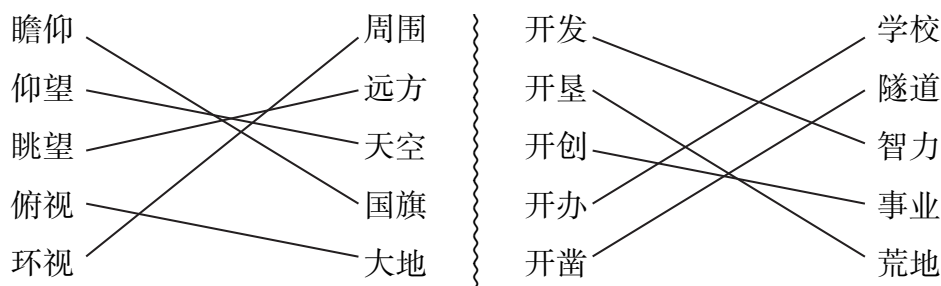 瞻仰 周围 开发 学校
仰望 远方 开垦 隧道
眺望 天空 开创 智力
俯视 国旗 开办 事业
环视 大地 开凿 荒地